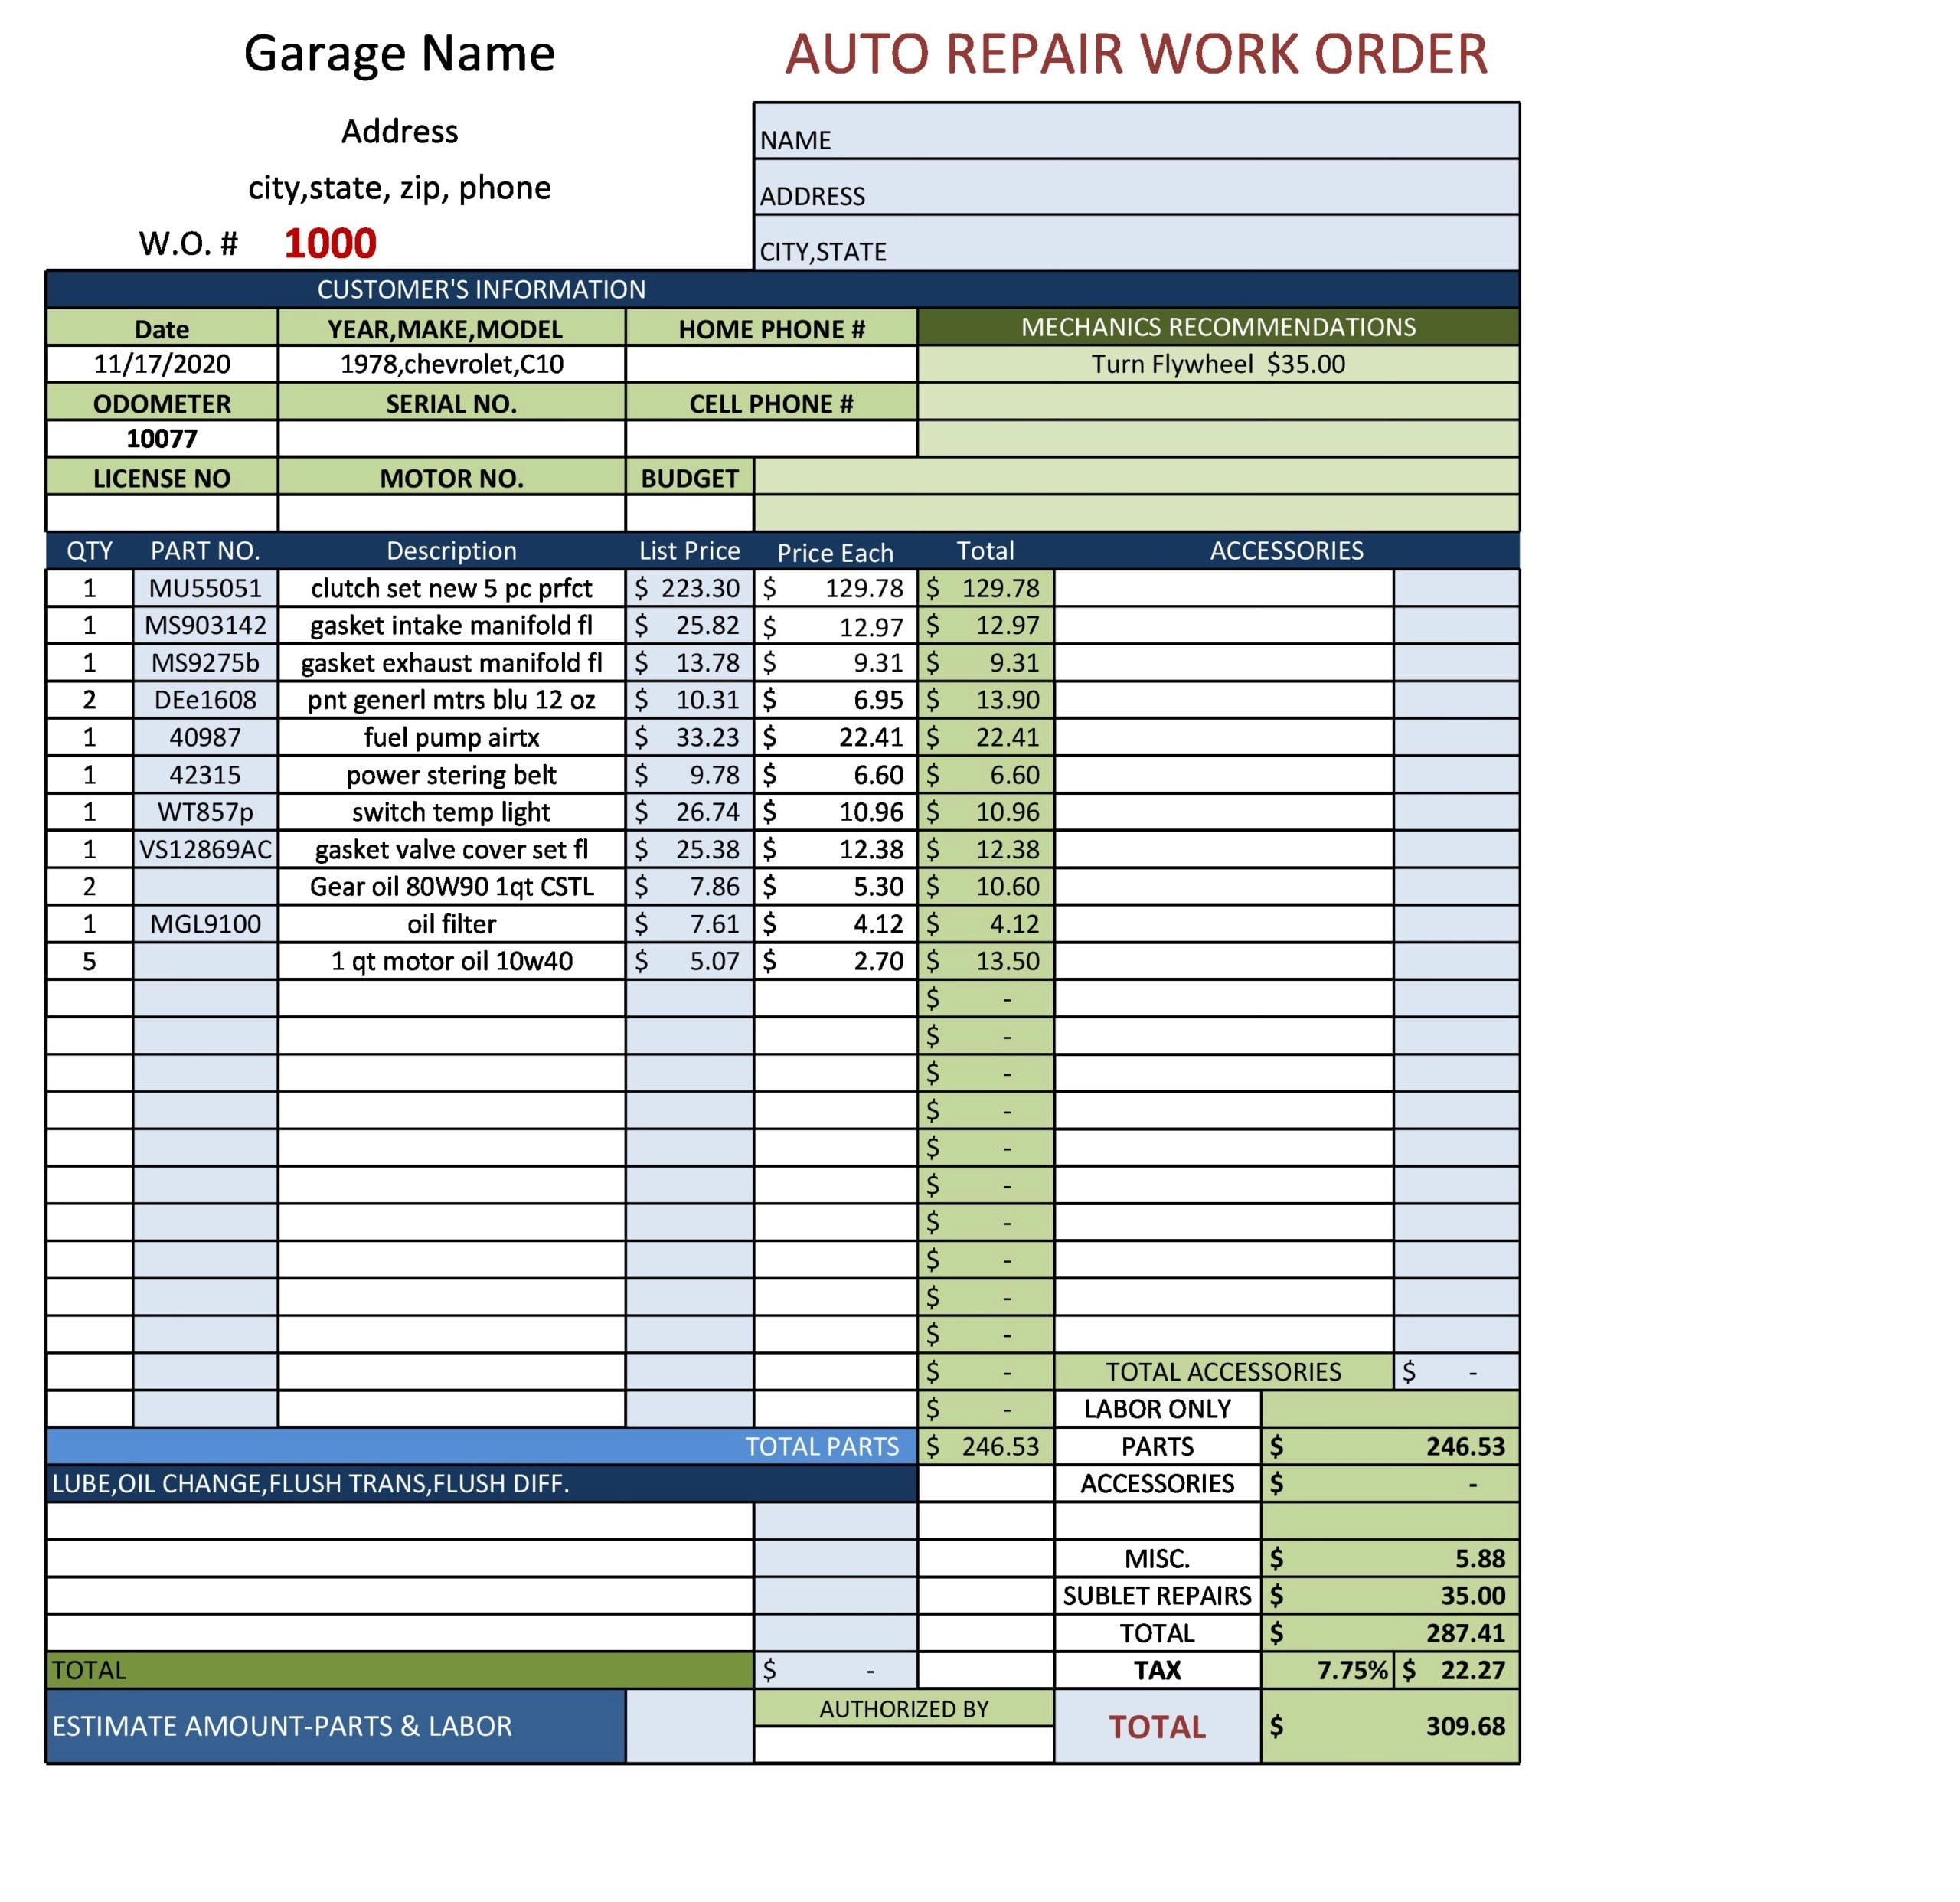 Garage Name
AUTO REPAIR WORK ORDER
Address
city,state, zip, phone
W.O. # 1000
NAME
ADDRESS
CITY,STATE
CUSTOMER'S INFORMATION
Date YEAR,MAKE,MODEL HOME PHONE # MECHANICS RECOMMENDATIONS
11/17/2020 1978,chevrolet,C10 Turn Flywheel $35.00
ODOMETER SERIAL NO. CELL PHONE #
10077
LICENSE NO MOTOR NO. BUDGET
QTY PART NO. Description List Price Price Each Total ACCESSORIES
1 MU55051 clutch set new 5 pc prfct $ 223.30 $ 129.78 $ 129.78
1 MS903142 gasket intake manifold fl $ 25.82 $ 12.97 $ 12.97
1 MS9275b gasket exhaust manifold fl $ 13.78 $ 9.31 $ 9.31
2 DEe1608 pnt generl mtrs blu 12 oz $ 10.31 $ 6.95 $ 13.90
1 40987 fuel pump airtx $ 33.23 $ 22.41 $ 22.41
1 42315 power stering belt $ 9.78 $ 6.60 $ 6.60
1 WT857p switch temp light $ 26.74 $ 10.96 $ 10.96
1 VS12869AC gasket valve cover set fl $ 25.38 $ 12.38 $ 12.38
2 Gear oil 80W90 1qt CSTL $ 7.86 $ 5.30 $ 10.60
1 MGL9100 oil filter $ 7.61 $ 4.12 $ 4.12
5 1 qt motor oil 10w40 $ 5.07 $ 2.70 $ 13.50
$ -
$ -
$ -
$ -
$ -
$ -
$ -
$ -
$ -
$ -
$ - TOTAL ACCESSORIES $ -
$ - LABOR ONLY
TOTAL PARTS $ 246.53 PARTS $ 246.53
LUBE,OIL CHANGE,FLUSH TRANS,FLUSH DIFF. ACCESSORIES $ -
MISC. $ 5.88
SUBLET REPAIRS $ 35.00
TOTAL $ 287.41
TOTAL $ - TAX 7.75% $ 22.27
ESTIMATE AMOUNT-PARTS & LABOR AUTHORIZED BY TOTAL $ 309.68